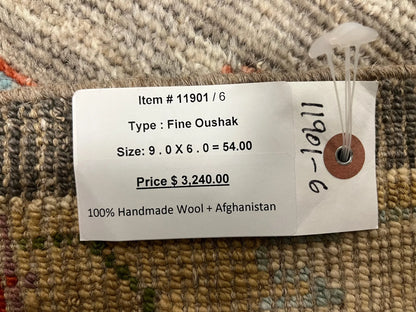 Item # 11901 / 6
Type : Fine Oushak
Size: 9 . 0 X 6 . 0 = 54.00
Price $ 3,240.00
100% Handmade Wool + Afghanistan
11901-6